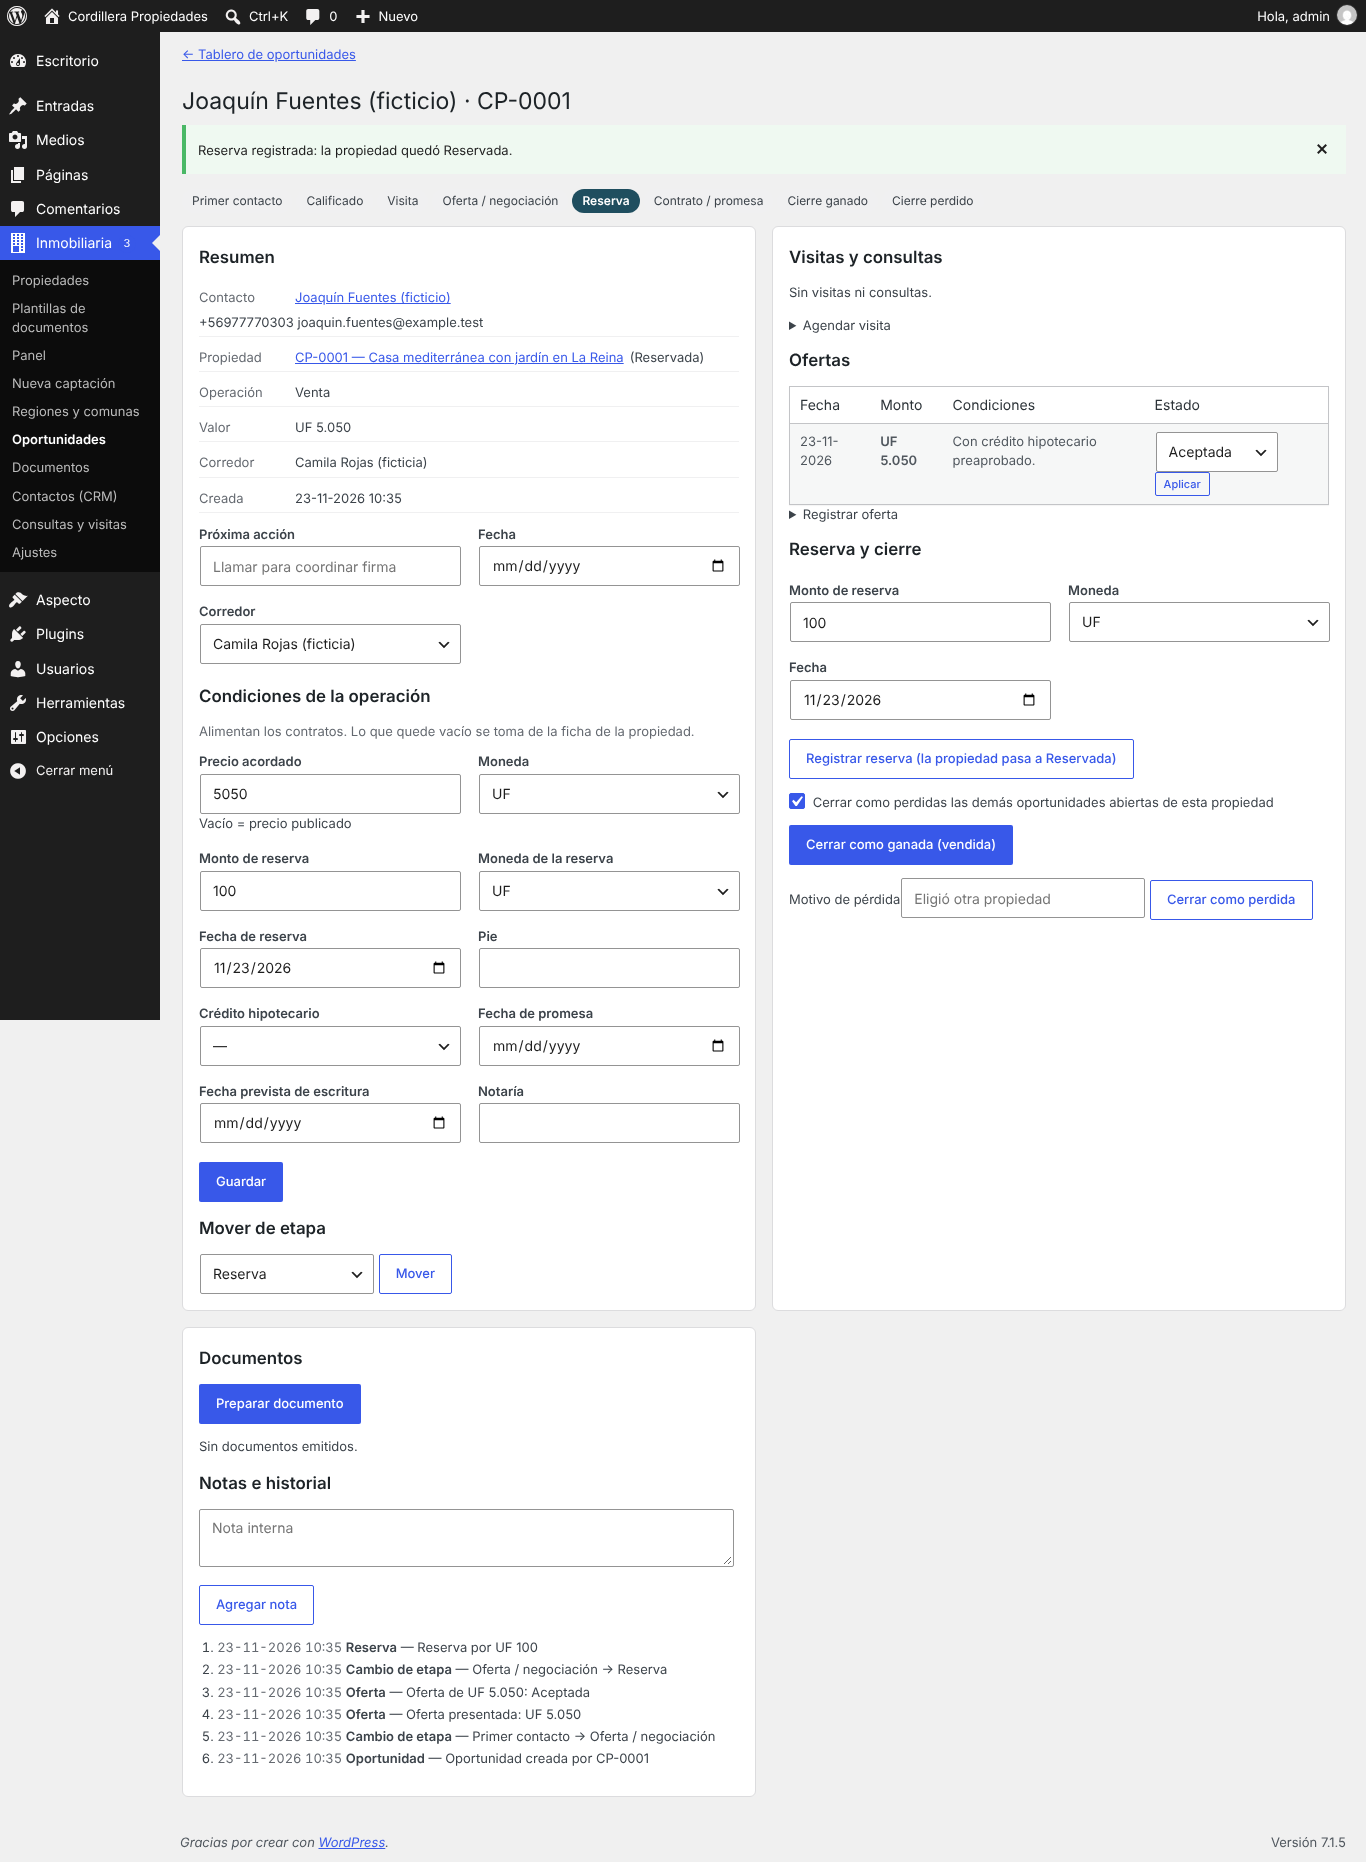 Cordillera Propiedades
Ctrl+K
0
Nuevo
Hola, admin
Escritorio
Entradas
Medios
Páginas
Comentarios
Inmobiliaria 3
Propiedades
Plantillas de
documentos
Panel
Nueva captación
Regiones y comunas
Oportunidades
Documentos
Contactos (CRM)
Consultas y visitas
Ajustes
Aspecto
Plugins
Usuarios
Herramientas
Opciones
Cerrar menú
← Tablero de oportunidades
Joaquín Fuentes (ficticio) · CP-0001
Reserva registrada: la propiedad quedó Reservada.
Primer contacto
Calificado
Visita
Oferta / negociación
Reserva
Contrato / promesa
Cierre ganado
Cierre perdido
Resumen
Contacto Joaquín Fuentes (ficticio)
+56977770303 joaquin.fuentes@example.test
Propiedad CP-0001 — Casa mediterránea con jardín en La Reina (Reservada)
Operación Venta
Valor UF 5.050
Corredor Camila Rojas (ficticia)
Creada 23-11-2026 10:35
Próxima acción Fecha
Llamar para coordinar firma mm/dd/yyyy
Corredor
Camila Rojas (ficticia)
Condiciones de la operación
Alimentan los contratos. Lo que quede vacío se toma de la ficha de la propiedad.
Precio acordado Moneda
5050 UF
Vacío = precio publicado
Monto de reserva Moneda de la reserva
100 UF
Fecha de reserva Pie
11/23/2026
Crédito hipotecario Fecha de promesa
— mm/dd/yyyy
Fecha prevista de escritura Notaría
mm/dd/yyyy
Guardar
Mover de etapa
Reserva Mover
Visitas y consultas
Sin visitas ni consultas.
Agendar visita
Ofertas
Fecha Monto Condiciones Estado
23-11- UF Con crédito hipotecario Aceptada
2026 5.050 preaprobado.
Aplicar
Registrar oferta
Reserva y cierre
Monto de reserva Moneda
100 UF
Fecha
11/23/2026
Registrar reserva (la propiedad pasa a Reservada)
Cerrar como perdidas las demás oportunidades abiertas de esta propiedad
Cerrar como ganada (vendida)
Motivo de pérdida Eligió otra propiedad Cerrar como perdida
Documentos
Preparar documento
Sin documentos emitidos.
Notas e historial
Nota interna
Agregar nota
1. 23-11-2026 10:35 Reserva — Reserva por UF 100
2. 23-11-2026 10:35 Cambio de etapa — Oferta / negociación → Reserva
3. 23-11-2026 10:35 Oferta — Oferta de UF 5.050: Aceptada
4. 23-11-2026 10:35 Oferta — Oferta presentada: UF 5.050
5. 23-11-2026 10:35 Cambio de etapa — Primer contacto → Oferta / negociación
6. 23-11-2026 10:35 Oportunidad — Oportunidad creada por CP-0001
Gracias por crear con WordPress.
Versión 7.1.5